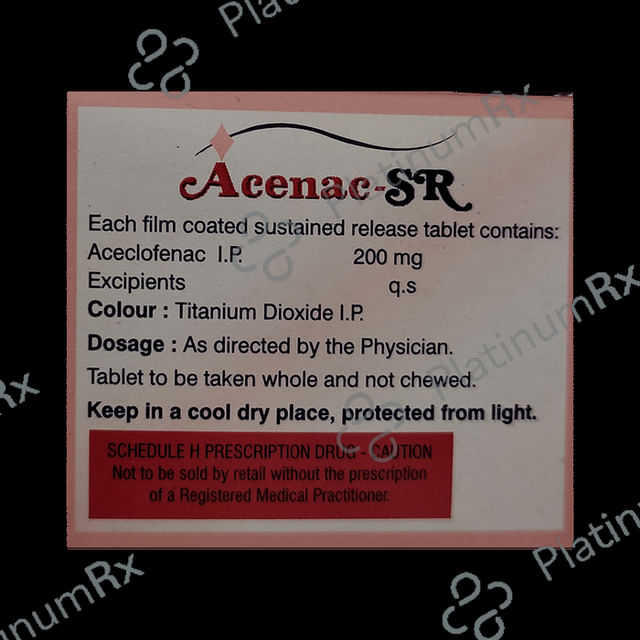 Acenac-SR
Each film coated sustained release tablet contains:
Aceclofenac I.P. 200 mg
Excipients q.s
Colour : Titanium Dioxide I.P.
Dosage : As directed by the Physician.
Tablet to be taken whole and not chewed.
Keep in a cool dry place, protected from light.
SCHEDULE H PRESCRIPTION DRUG - CAUTION
Not to be sold by retail without the prescription
of a Registered Medical Practitioner.
Plat
PlatinumRx
PlatinumRx
Rx
inumRx
Platin